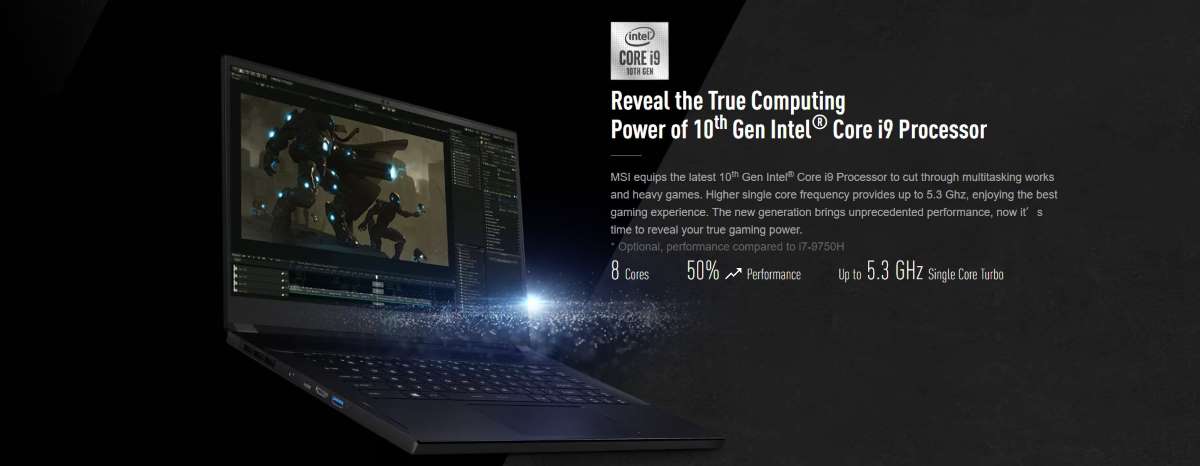 intel
CORE i9
10TH GEN
Reveal the True Computing
Power of 10th Gen Intel® Core i9 Processor
MSI equips the latest 10th Gen Intel® Core i9 Processor to cut through multitasking works
and heavy games. Higher single core frequency provides up to 5.3 Ghz, enjoying the best
gaming experience. The new generation brings unprecedented performance, now it’ s
time to reveal your true gaming power.
* Optional, performance compared to i7-9750H
8 Cores 50% Performance Up to 5.3 GHz Single Core Turbo